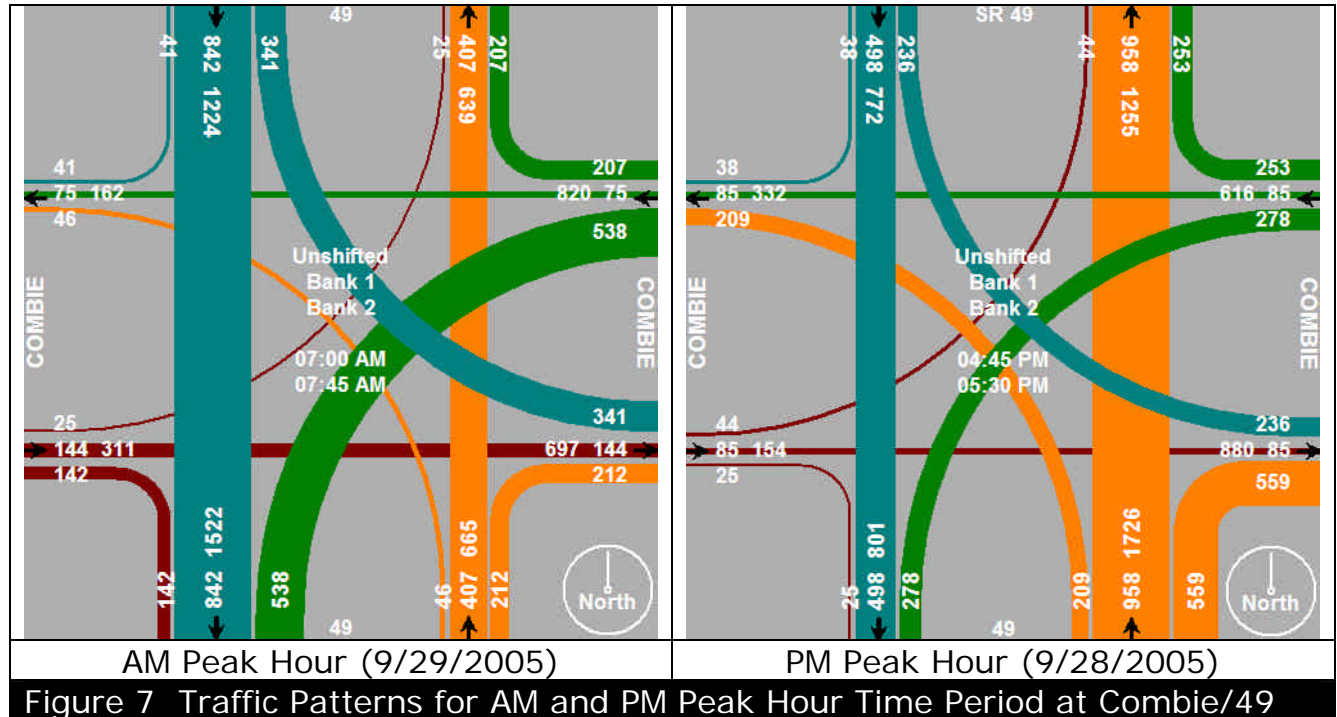 49
41
842 1224
341
25
407 639
207
41
75 162
46
207
820 75
538
Unshifted
Bank 1
Bank 2
07:00 AM
07:45 AM
COMBIE
COMBIE
25
144 311
142
341
697 144
212
142
842 1522
538
46
407 665
212
49
North
SR 49
38
498 772
236
44
958 1255
253
38
85 332
209
253
616 85
278
Unshifted
Bank 1
Bank 2
04:45 PM
05:30 PM
COMBIE
COMBIE
44
85 154
25
236
880 85
559
25
498 801
278
209
958 1726
559
49
North
AM Peak Hour (9/29/2005)
PM Peak Hour (9/28/2005)
Figure 7 Traffic Patterns for AM and PM Peak Hour Time Period at Combie/49